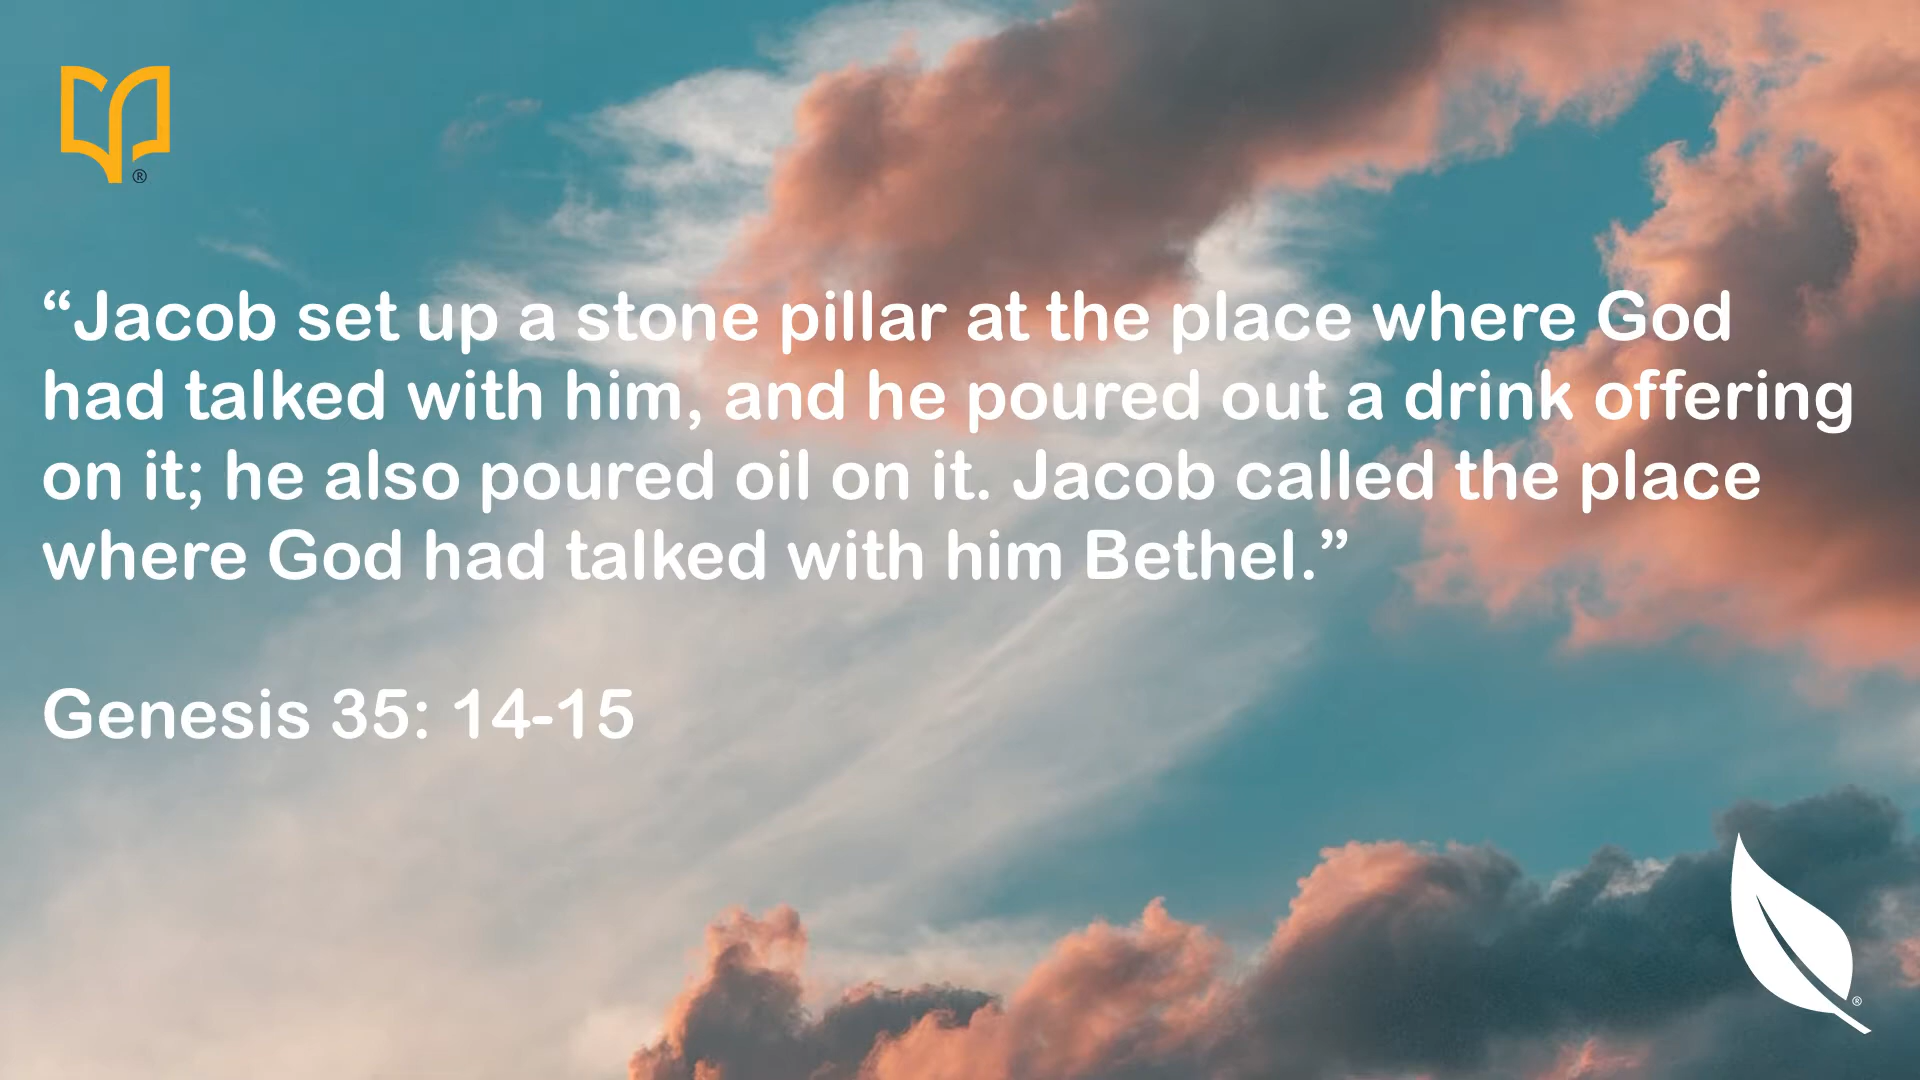 ®
“Jacob set up a stone pillar at the place where God
had talked with him, and he poured out a drink offering
on it; he also poured oil on it. Jacob called the place
where God had talked with him Bethel.”
Genesis 35: 14-15
®